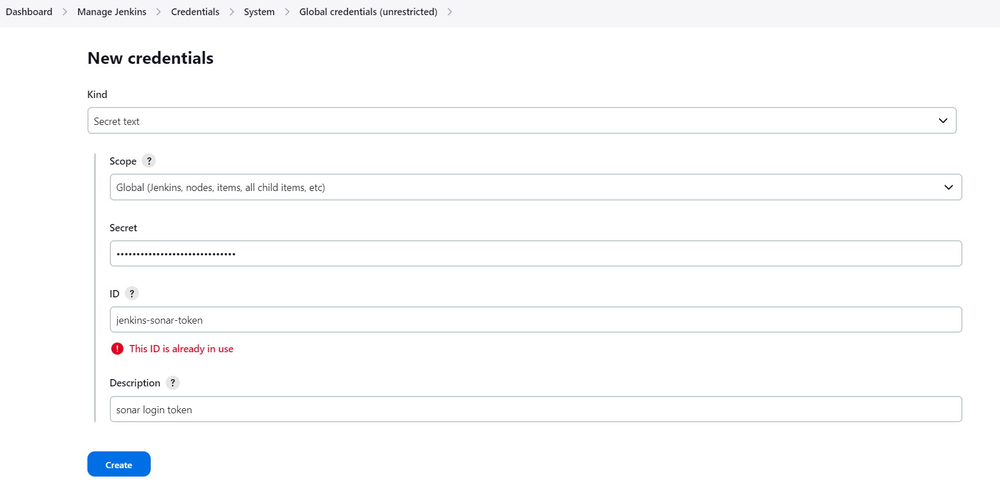 Dashboard > Manage Jenkins > Credentials > System > Global credentials (unrestricted) >
New credentials
Kind
Secret text
Scope ?
Global (Jenkins, nodes, items, all child items, etc)
Secret
••••••••••••••••••••••••••••••
ID ?
jenkins-sonar-token
! This ID is already in use
Description ?
sonar login token
Create